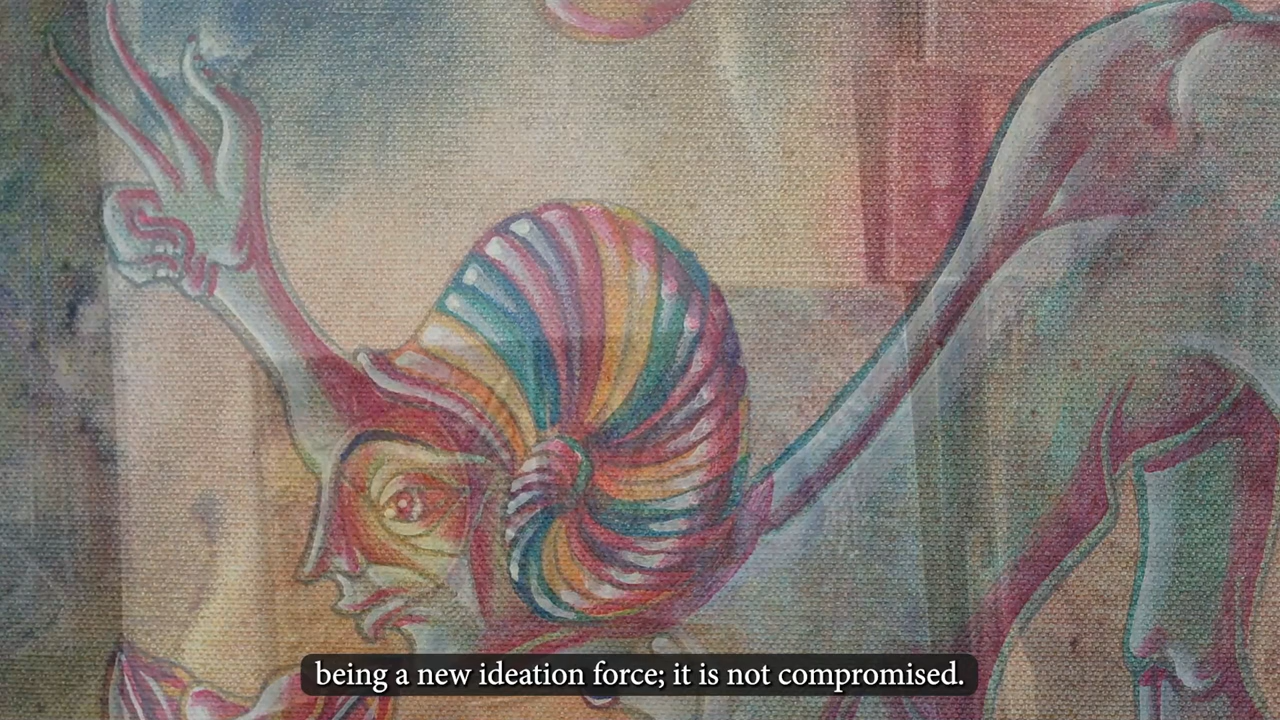 being a new ideation force; it is not compromised.